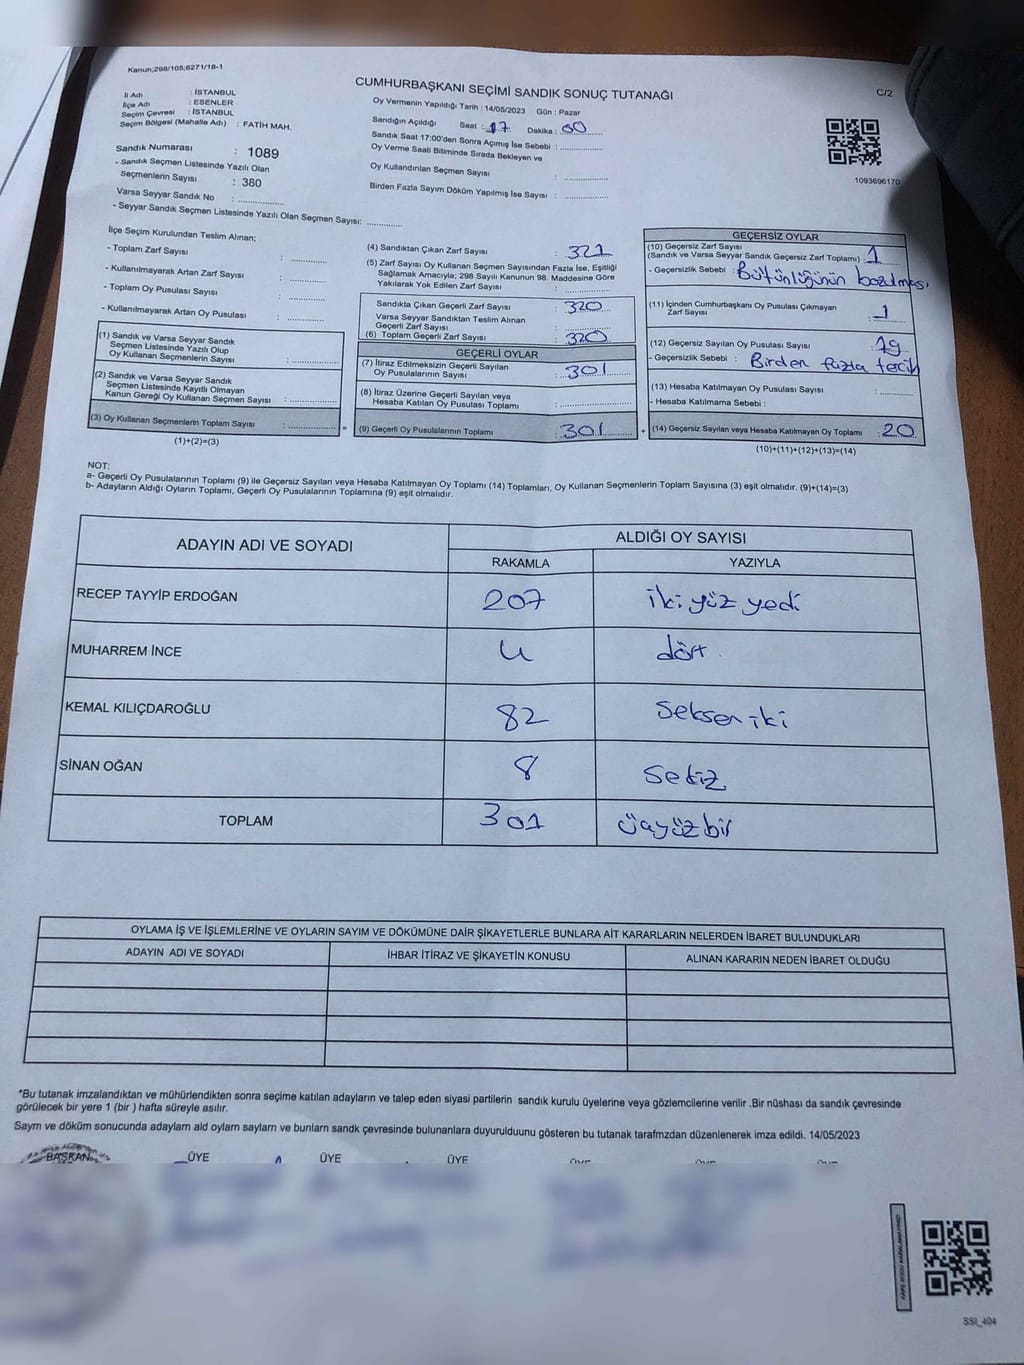 Kanun;298/105;6271/18-1
CUMHURBAŞKANI SEÇİMİ SANDIK SONUÇ TUTANAĞI
C/2
İl Adı : İSTANBUL
İlçe Adı : ESENLER
Seçim Çevresi : İSTANBUL
Seçim Bölgesi (Mahalle Adı) : FATİH MAH.
Sandık Numarası : 1089
- Sandık Seçmen Listesinde Yazılı Olan
Seçmenlerin Sayısı : 380
Varsa Seyyar Sandık No : ..............
- Seyyar Sandık Seçmen Listesinde Yazılı Olan Seçmen Sayısı: ..............
Oy Vermenin Yapıldığı Tarih : 14/05/2023 Gün : Pazar
Sandığın Açıldığı Saat : 17 Dakika : 00
Sandık Saat 17:00'den Sonra Açımış İse Sebebi : ..............
Oy Verme Saati Bitiminde Sırada Bekleyen ve
Oy Kullandırılan Seçmen Sayısı : ..............
Birden Fazla Sayım Döküm Yapılmış İse Sayısı : ..............
1093696170
İlçe Seçim Kurulundan Teslim Alınan;
- Toplam Zarf Sayısı : ..............
- Kullanılmayarak Artan Zarf Sayısı : ..............
- Toplam Oy Pusulası Sayısı : ..............
- Kullanılmayarak Artan Oy Pusulası : ..............
(1) Sandık ve Varsa Seyyar Sandık
Seçmen Listesinde Yazılı Olup
Oy Kullanan Seçmenlerin Sayısı : ..............
(2) Sandık ve Varsa Seyyar Sandık
Seçmen Listesinde Kayıtlı Olmayan
Kanun Gereği Oy Kullanan Seçmen Sayısı : ..............
(3) Oy Kullanan Seçmenlerin Toplam Sayısı : .............. =
(1)+(2)=(3)
(4) Sandıktan Çıkan Zarf Sayısı : 321
(5) Zarf Sayısı Oy Kullanan Seçmen Sayısından Fazla İse, Eşitliği
Sağlamak Amacıyla; 298 Sayılı Kanunun 98. Maddesine Göre
Yakılarak Yok Edilen Zarf Sayısı : ..............
Sandıkta Çıkan Geçerli Zarf Sayısı : 320
Varsa Seyyar Sandıktan Teslim Alınan
Geçerli Zarf Sayısı : ..............
(6) Toplam Geçerli Zarf Sayısı : 320
GEÇERLİ OYLAR
(7) İtiraz Edilmeksizin Geçerli Sayılan
Oy Pusulalarının Sayısı : 301
(8) İtiraz Üzerine Geçerli Sayılan veya
Hesaba Katılan Oy Pusulası Toplamı : ..............
(9) Geçerli Oy Pusulalarının Toplamı : 301 +
GEÇERSİZ OYLAR
(10) Geçersiz Zarf Sayısı
(Sandık ve Varsa Seyyar Sandık Geçersiz Zarf Toplamı) : 1
- Geçersizlik Sebebi : Bütünlüğünün bozulması
(11) İçinden Cumhurbaşkanı Oy Pusulası Çıkmayan
Zarf Sayısı : 1
(12) Geçersiz Sayılan Oy Pusulası Sayısı : 19
- Geçersizlik Sebebi : Birden fazla tercih
(13) Hesaba Katılmayan Oy Pusulası Sayısı : ..............
- Hesaba Katılmama Sebebi :
(14) Geçersiz Sayılan veya Hesaba Katılmayan Oy Toplamı : 20
(10)+(11)+(12)+(13)=(14)
NOT:
a- Geçerli Oy Pusulalarının Toplamı (9) ile Geçersiz Sayılan veya Hesaba Katılmayan Oy Toplamı (14) Toplamları, Oy Kullanan Seçmenlerin Toplam Sayısına (3) eşit olmalıdır. (9)+(14)=(3)
b- Adayların Aldığı Oyların Toplamı, Geçerli Oy Pusulalarının Toplamına (9) eşit olmalıdır.
ADAYIN ADI VE SOYADI ALDIĞI OY SAYISI
RAKAMLA YAZIYLA
RECEP TAYYİP ERDOĞAN 207 iki yüz yedi
MUHARREM İNCE 4 dört
KEMAL KILIÇDAROĞLU 82 seksen iki
SİNAN OĞAN 8 sekiz
TOPLAM 301 üçyüzbir
OYLAMA İŞ VE İŞLEMLERİNE VE OYLARIN SAYIM VE DÖKÜMÜNE DAİR ŞİKAYETLERLE BUNLARA AİT KARARLARIN NELERDEN İBARET BULUNDUKLARI
ADAYIN ADI VE SOYADI İHBAR İTİRAZ VE ŞİKAYETİN KONUSU ALINAN KARARIN NEDEN İBARET OLDUĞU
*Bu tutanak imzalandıktan ve mühürlendikten sonra seçime katılan adayların ve talep eden siyasi partilerin sandık kurulu üyelerine veya gözlemcilerine verilir .Bir nüshası da sandık çevresinde
görülecek bir yere 1 (bir ) hafta süreyle asılır.
Sayım ve döküm sonucunda adayların ald oyların sayların ve bunların sandk çevresinde bulunanlara duyurulduunu gösteren bu tutanak tarafmzdan düzenlenerek imza edildi. 14/05/2023
BAŞKAN ÜYE ÜYE ÜYE
SSI_404